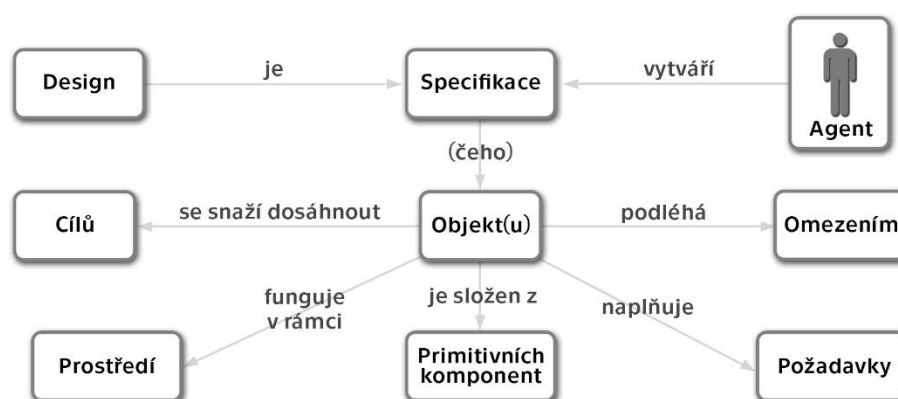 Design
je
Specifikace
vytváří
Agent
(čeho)
Cílů
se snaží dosáhnout
Objekt(u)
podléhá
Omezením
funguje
v rámci
je složen z
naplňuje
Prostředí
Primitivních
komponent
Požadavky